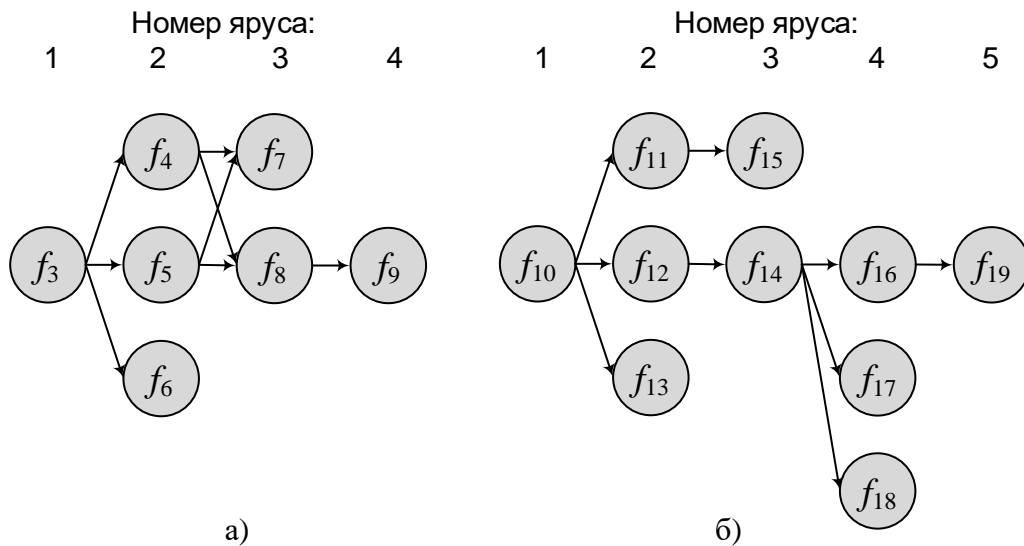 Номер яруса:
1 2 3 4
f4 f7
f3 f5 f8 f9
f6
а)
Номер яруса:
1 2 3 4 5
f11 f15
f10 f12 f14 f16 f19
f13 f17
f18
б)